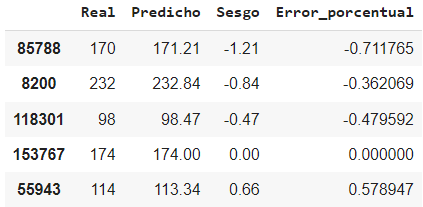 Real Predicho Sesgo Error_porcentual
85788 170 171.21 -1.21 -0.711765
8200 232 232.84 -0.84 -0.362069
118301 98 98.47 -0.47 -0.479592
153767 174 174.00 0.00 0.000000
55943 114 113.34 0.66 0.578947